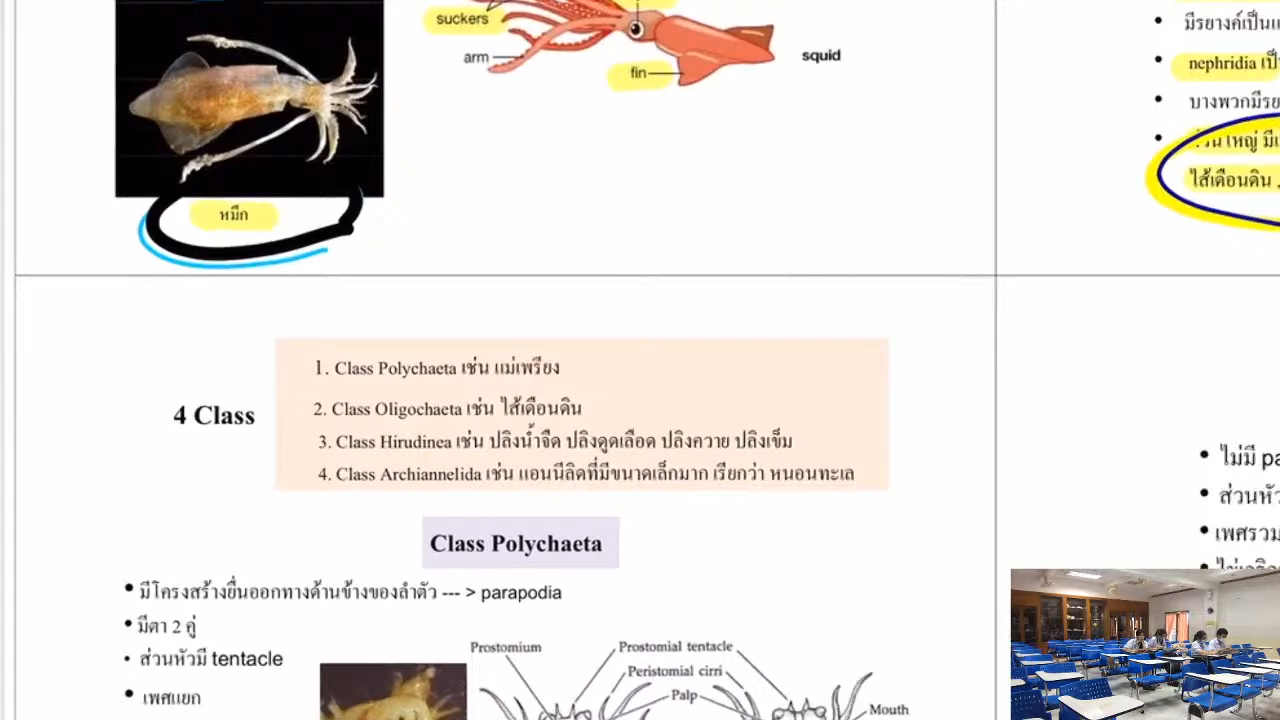 suckers
arm
fin
squid
หมึก
มีรยางค์เป็น
nephridia
บางพวกมี
ใหญ่
ไส้เดือนดิน
4 Class
1. Class Polychaeta เช่น แม่เพรียง
2. Class Oligochaeta เช่น ไส้เดือนดิน
3. Class Hirudinea เช่น ปลิงน้ำจืด ปลิงดูดเลือด ปลิงควาย ปลิงเข็ม
4. Class Archiannelida เช่น แอนนีลิดที่มีขนาดเล็กมาก เรียกว่า หนอนทะเล
Class Polychaeta
• มีโครงสร้างยื่นออกทางด้านข้างของลำตัว --- > parapodia
• มีตา 2 คู่
• ส่วนหัวมี tentacle
• เพศแยก
Prostomium
Prostomial tentacle
Peristomial cirri
Palp
Mouth
• ไม่มี pa
• ส่วนหัว
• เพศรวม